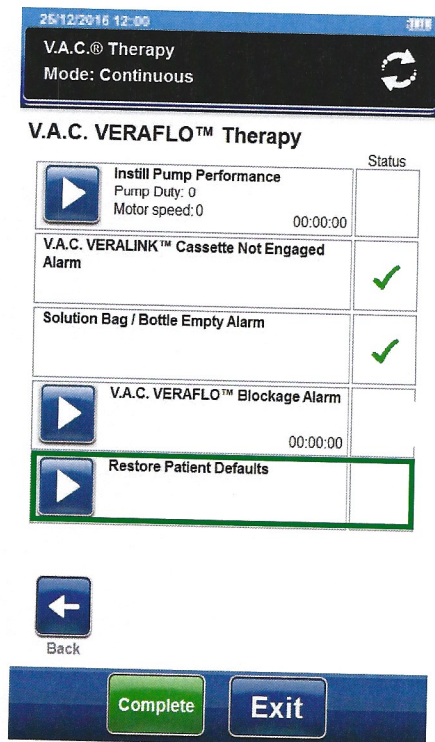 25/12/2016 12:00
V.A.C.® Therapy
Mode: Continuous
V.A.C. VERAFLO™ Therapy
Status
Instill Pump Performance
Pump Duty: 0
Motor speed: 0
00:00:00
V.A.C. VERALINK™ Cassette Not Engaged
Alarm
Solution Bag / Bottle Empty Alarm
V.A.C. VERAFLO™ Blockage Alarm
00:00:00
Restore Patient Defaults
Back
Complete
Exit